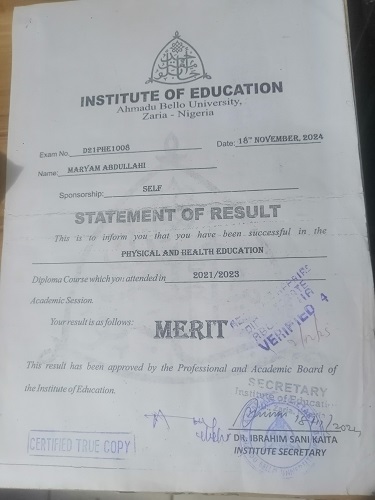 INSTITUTE OF EDUCATION
Ahmadu Bello University,
Zaria - Nigeria
Exam No. D21PHE1008 Date: 18TH NOVEMBER, 2024
Name: MARYAM ABDULLAHI
Sponsorship: SELF
STATEMENT OF RESULT
This is to inform you that you have been successful in the
PHYSICAL AND HEALTH EDUCATION
Diploma Course which you attended in 2021/2023
Academic Session.
Your result is as follows: MERIT
VERIFIED
This result has been approved by the Professional and Academic Board of
the Institute of Education.
SECRETARY
Institute of Education
DR. IBRAHIM SANI KAITA
INSTITUTE SECRETARY
CERTIFIED TRUE COPY